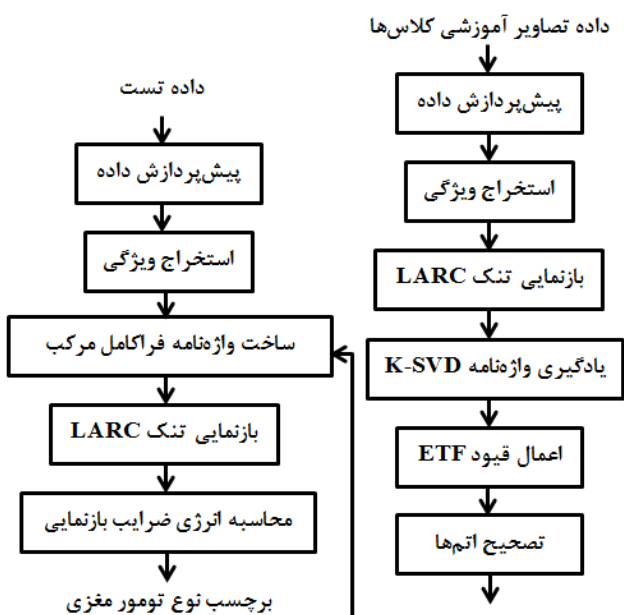 داده تصاویر آموزشی کلاس‌ها
پیش‌پردازش داده
استخراج ویژگی
بازنمایی تنک LARC
یادگیری واژه‌نامه K-SVD
اعمال قیود ETF
تصحیح اتم‌ها
داده تست
پیش‌پردازش داده
استخراج ویژگی
ساخت واژه‌نامه فراکامل مرکب
بازنمایی تنک LARC
محاسبه انرژی ضرایب بازنمایی
برچسب نوع تومور مغزی